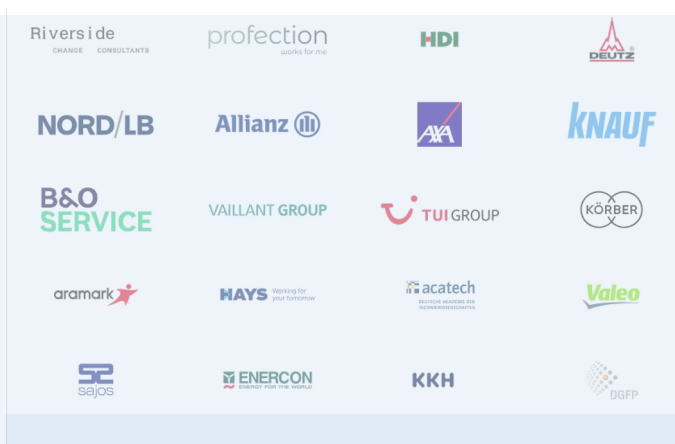 Riverside
CHANGE CONSULTANTS
profection
works for me
HDI
DEUTZ
NORD/LB
Allianz
AXA
KNAUF
B&O
SERVICE
VAILLANT GROUP
TUI GROUP
KÖRBER
aramark
HAYS Working for
your tomorrow
acatech
DEUTSCHE AKADEMIE DER
TECHNIKWISSENSCHAFTEN
Valeo
sajos
ENERCON
ENERGY FOR THE WORLD
KKH
DGFP